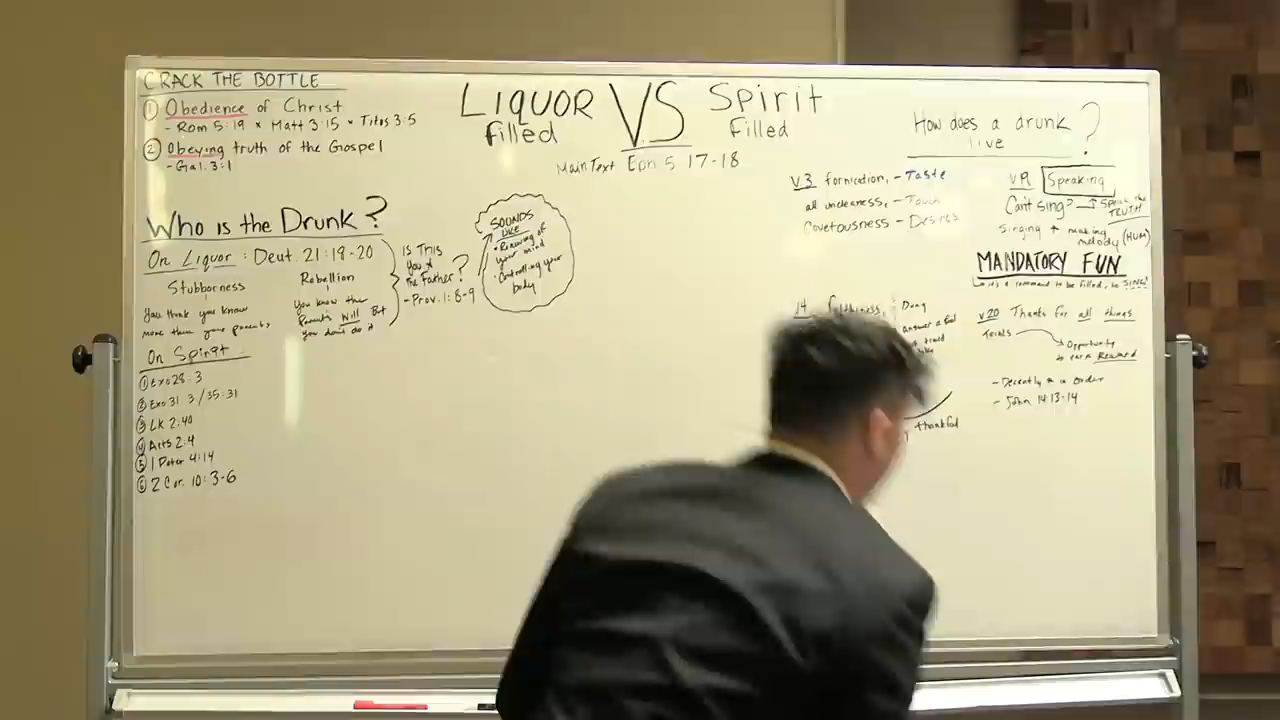 CRACK THE BOTTLE
① Obedience of Christ
- Rom 5:19 * Matt 3:15 * Titus 3:5
② Obeying truth of the Gospel
- Gal. 3:1
LIQUOR filled VS Spirit Filled
Main Text Eph 5 17-18
Who is the Drunk?
On Liquor: Deut. 21:18-20
Stubborness
You think you know
more then your parents,
Rebellion
You know the
Parent's Will But
you don't do it
Is This
You &
The Father?
- Prov. 1:8-9
SOUNDS
LIKE
• Renewing of
your mind
• Controlling your
body
On Spirit
① Exo 28:3
② Exo 31 3 / 35:31
③ Lk 2:40
④ Acts 2:4
⑤ 1 Peter 4:14
⑥ 2 Cor. 10:3-6
How does a drunk
live ?
v3 fornication, - Taste
all uncleaness, - Touch
Covetousness - Desires
14
answer a fool
thankful
v19 Speaking
Can't sing? → Speak the
TRUTH
Singing + making
melody (HUM)
MANDATORY FUN
it's a command to be filled, to SING!
v20 Thanks for all things
Trials
Opportunity
to earn Reward
- Decently & in Order
- John 14:13-14